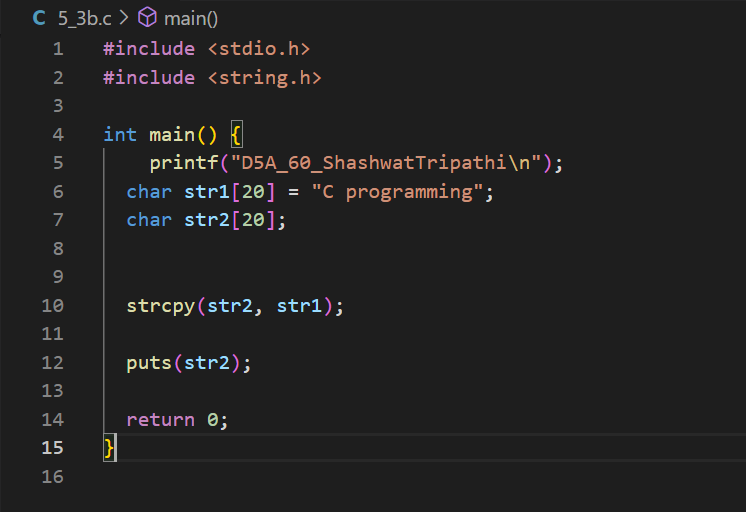 C 5_3b.c > main()
1 #include <stdio.h>
2 #include <string.h>
3
4 int main() {
5     printf("D5A_60_ShashwatTripathi\n");
6   char str1[20] = "C programming";
7   char str2[20];
8
9
10   strcpy(str2, str1);
11
12   puts(str2);
13
14   return 0;
15 }
16